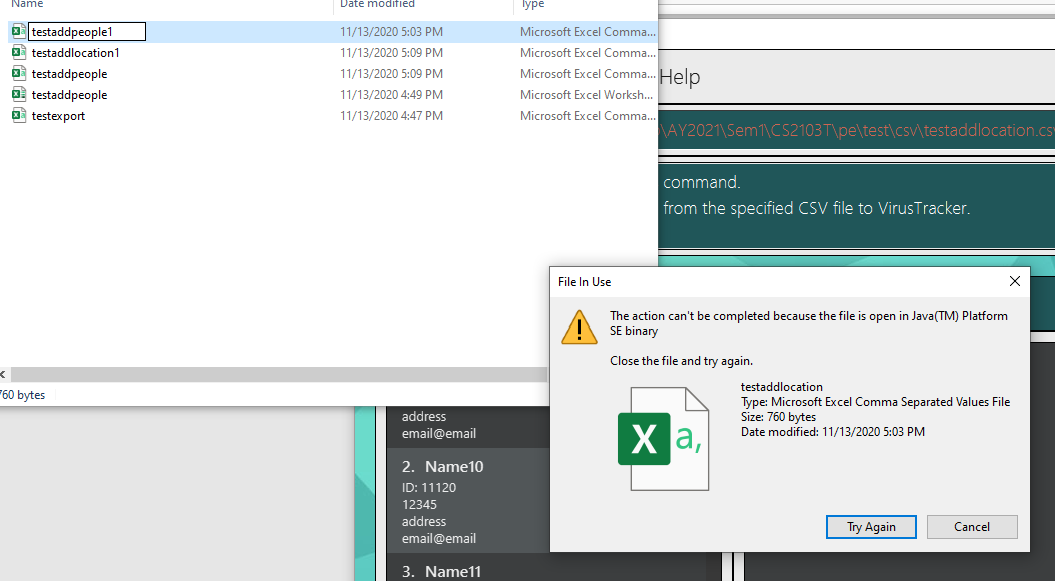 Name Date modified Type
testaddpeople1 11/13/2020 5:03 PM Microsoft Excel Comma...
testaddlocation1 11/13/2020 5:09 PM Microsoft Excel Comma...
testaddpeople 11/13/2020 5:09 PM Microsoft Excel Comma...
testaddpeople 11/13/2020 4:49 PM Microsoft Excel Worksh...
testexport 11/13/2020 4:47 PM Microsoft Excel Comma...
760 bytes
Help
\AY2021\Sem1\CS2103T\pe\test\csv\testaddlocation.csv
command.
from the specified CSV file to VirusTracker.
File In Use
The action can't be completed because the file is open in Java(TM) Platform
SE binary
Close the file and try again.
X a,
testaddlocation
Type: Microsoft Excel Comma Separated Values File
Size: 760 bytes
Date modified: 11/13/2020 5:03 PM
Try Again Cancel
address
email@email
2. Name10
ID: 11120
12345
address
email@email
3. Name11